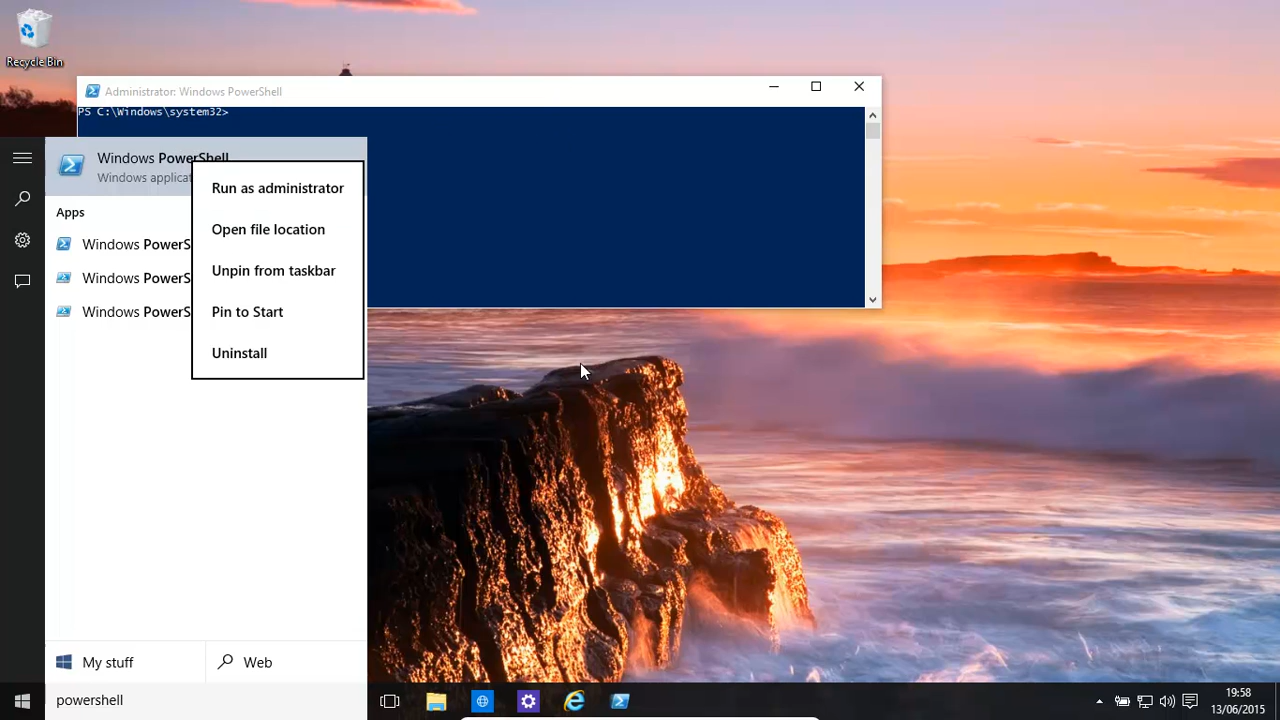 Recycle Bin
Administrator: Windows PowerShell
PS C:\Windows\system32>
Windows PowerShell
Windows applicat
Run as administrator
Open file location
Unpin from taskbar
Pin to Start
Uninstall
Apps
Windows PowerS
Windows PowerS
Windows PowerS
My stuff
Web
powershell
19:58
13/06/2015